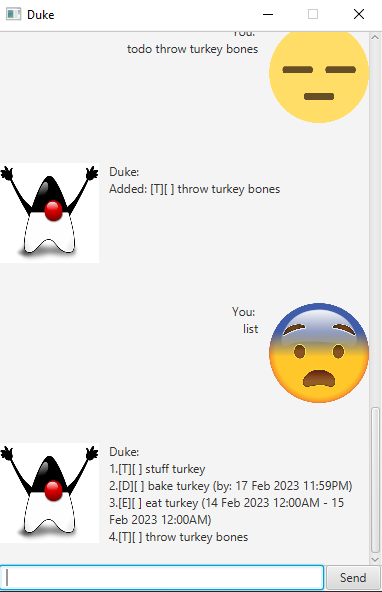 Duke
You:
todo throw turkey bones
Duke:
Added: [T][ ] throw turkey bones
You:
list
Duke:
1.[T][ ] stuff turkey
2.[D][ ] bake turkey (by: 17 Feb 2023 11:59PM)
3.[E][ ] eat turkey (14 Feb 2023 12:00AM - 15
Feb 2023 12:00AM)
4.[T][ ] throw turkey bones
Send